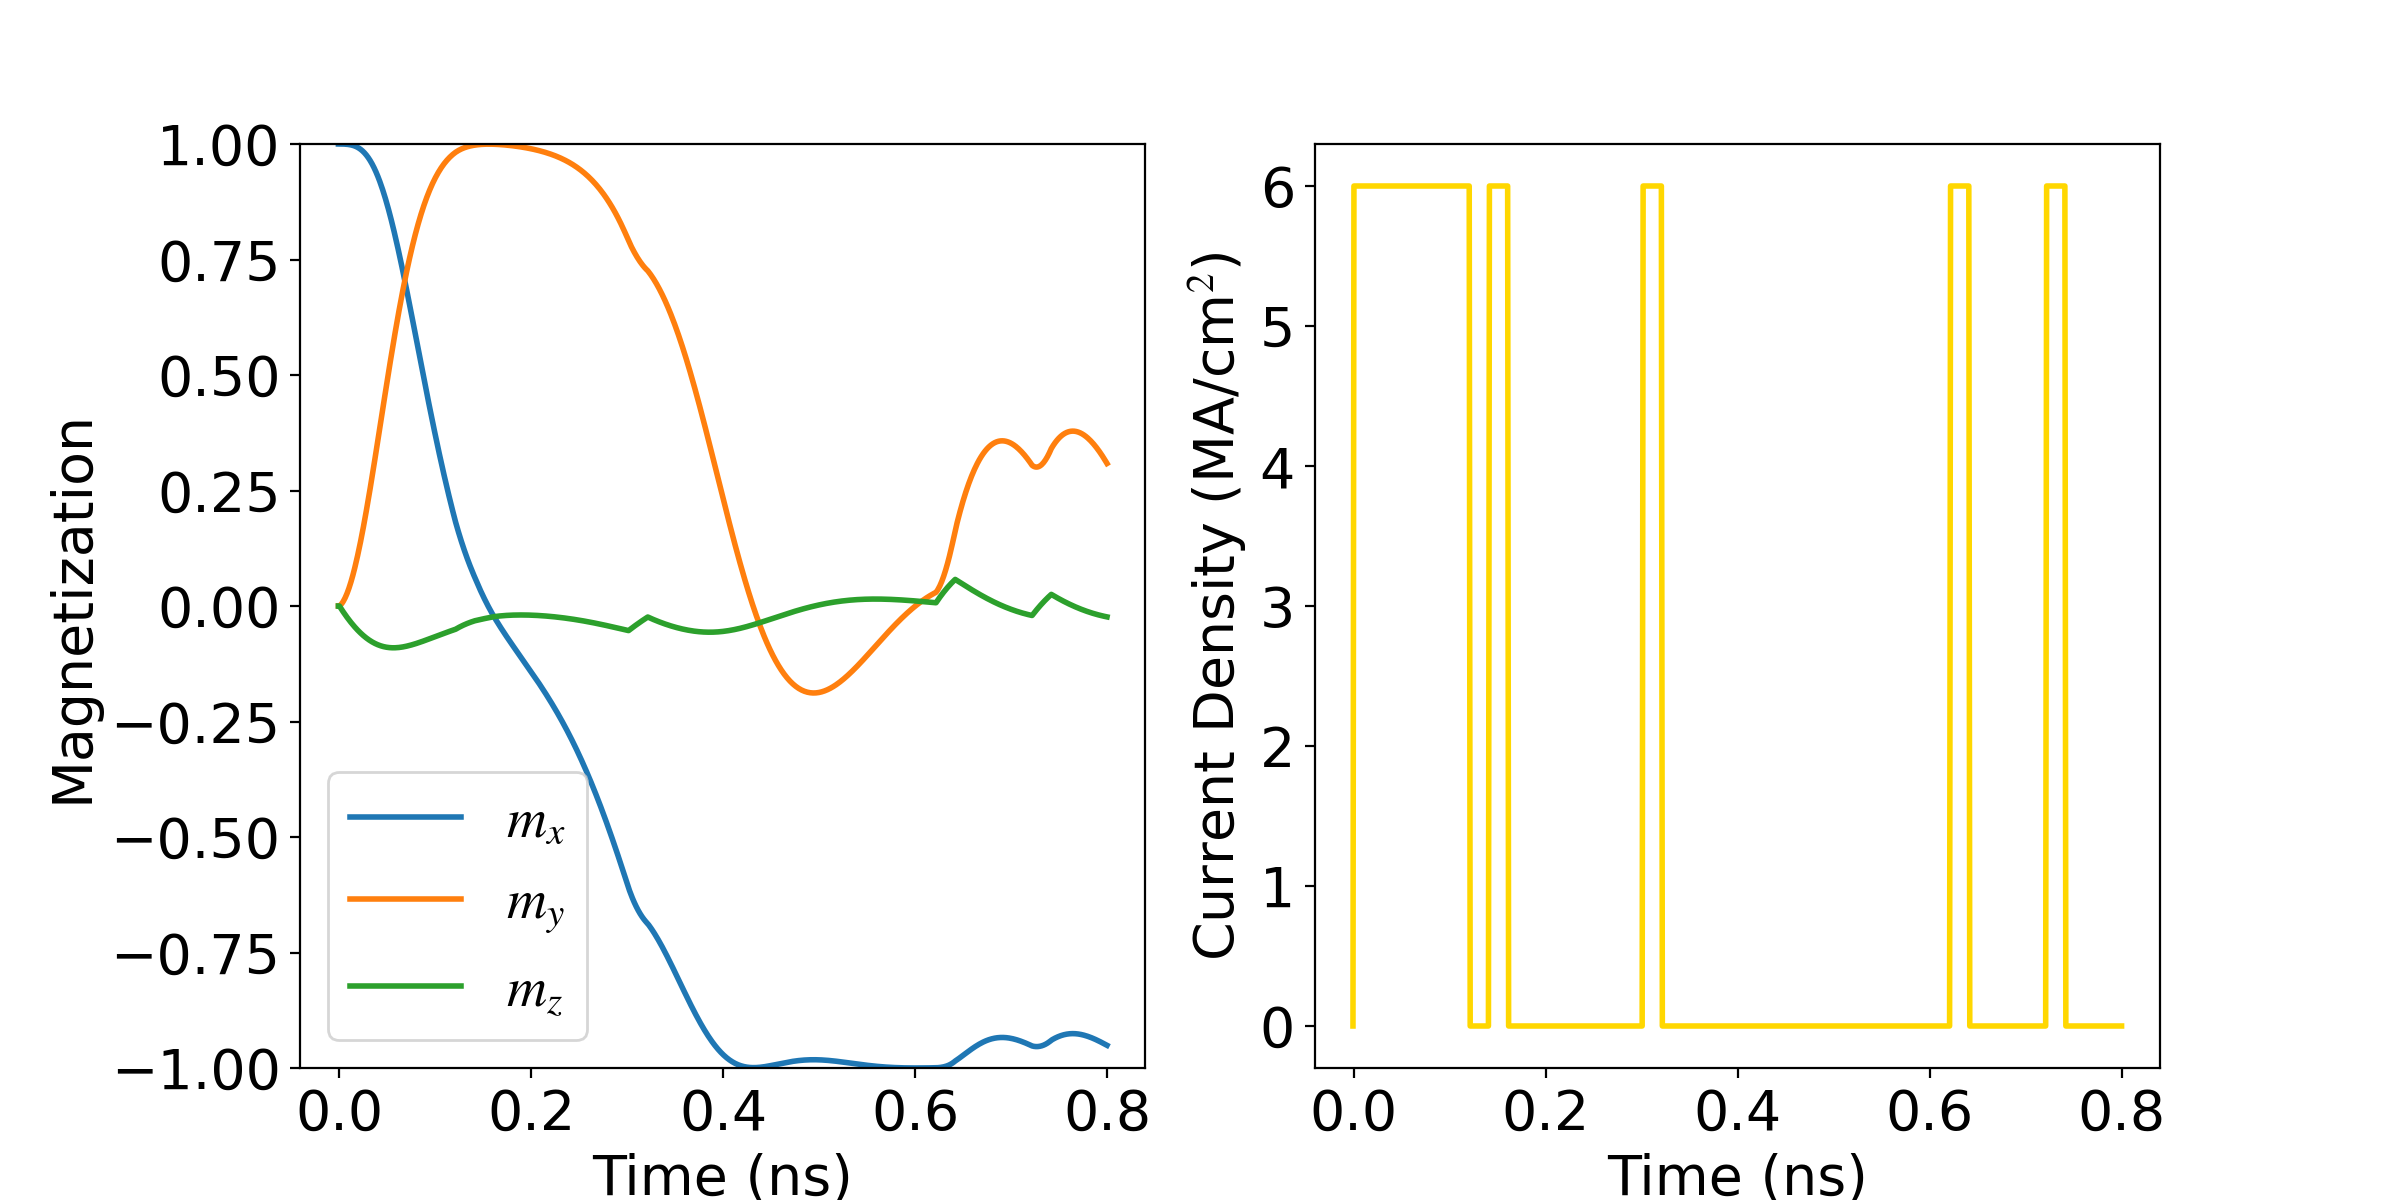 1.00
0.75
0.50
0.25
0.00
−0.25
−0.50
−0.75
−1.00
Magnetization
m_x
m_y
m_z
0.0 0.2 0.4 0.6 0.8
Time (ns)
6
5
4
3
2
1
0
Current Density (MA/cm²)
0.0 0.2 0.4 0.6 0.8
Time (ns)